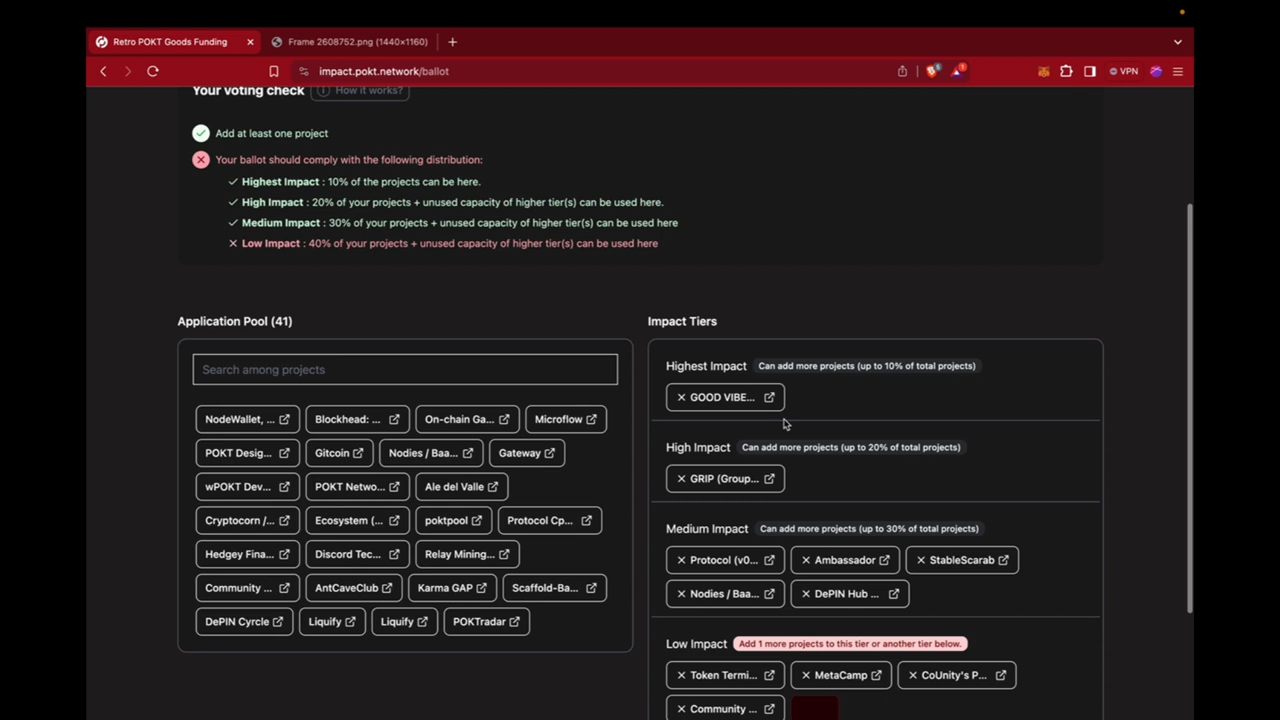 Retro POKT Goods Funding
Frame 2608752.png (1440×1160)
impact.pokt.network/ballot
VPN
Your voting check
How it works?
Add at least one project
Your ballot should comply with the following distribution:
Highest Impact : 10% of the projects can be here.
High Impact : 20% of your projects + unused capacity of higher tier(s) can be used here.
Medium Impact : 30% of your projects + unused capacity of higher tier(s) can be used here
Low Impact : 40% of your projects + unused capacity of higher tier(s) can be used here
Application Pool (41)
Search among projects
NodeWallet, ... Blockhead: ... On-chain Ga... Microflow
POKT Desig... Gitcoin Nodies / Baa... Gateway
wPOKT Dev... POKT Netwo... Ale del Valle
Cryptocorn /... Ecosystem (... poktpool Protocol Cp...
Hedgey Fina... Discord Tec... Relay Mining...
Community ... AntCaveClub Karma GAP Scaffold-Ba...
DePIN Cyrcle Liquify Liquify POKTradar
Impact Tiers
Highest Impact Can add more projects (up to 10% of total projects)
GOOD VIBE...
High Impact Can add more projects (up to 20% of total projects)
GRIP (Group...
Medium Impact Can add more projects (up to 30% of total projects)
Protocol (v0... Ambassador StableScarab
Nodies / Baa... DePIN Hub ...
Low Impact Add 1 more projects to this tier or another tier below.
Token Termi... MetaCamp CoUnity's P...
Community ...